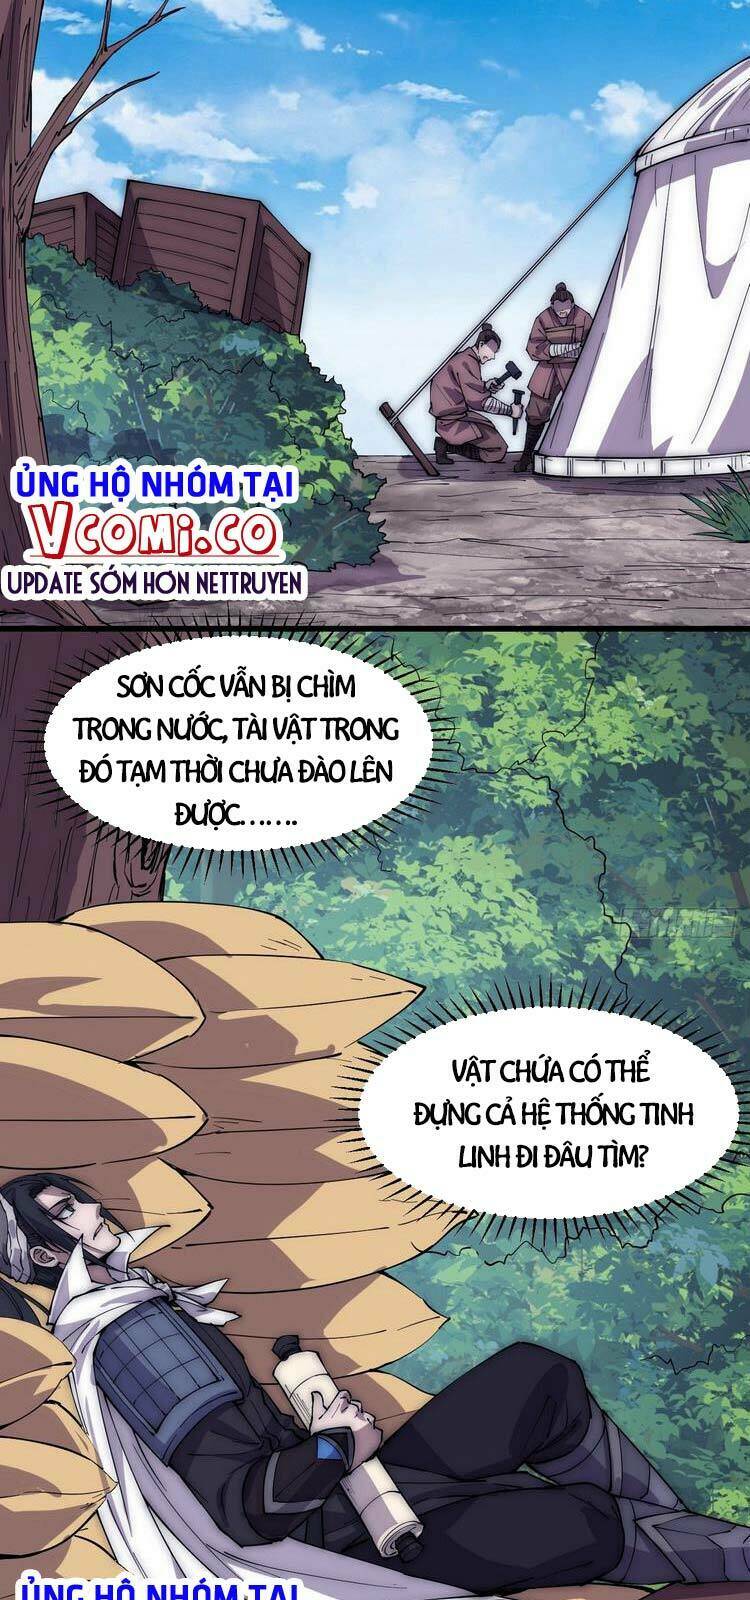 ỦNG HỘ NHÓM TẠI
VCOMI.CO
UPDATE SỚM HƠN NETTRUYEN
SƠN CỐC VẪN BỊ CHÌM
TRONG NƯỚC, TÀI VẬT TRONG
ĐÓ TẠM THỜI CHƯA ĐÀO LÊN
ĐƯỢC.......
VẬT CHỨA CÓ THỂ
ĐỰNG CẢ HỆ THỐNG TINH
LINH ĐI ĐÂU TÌM?
ỦNG HỘ NHÓM TẠI